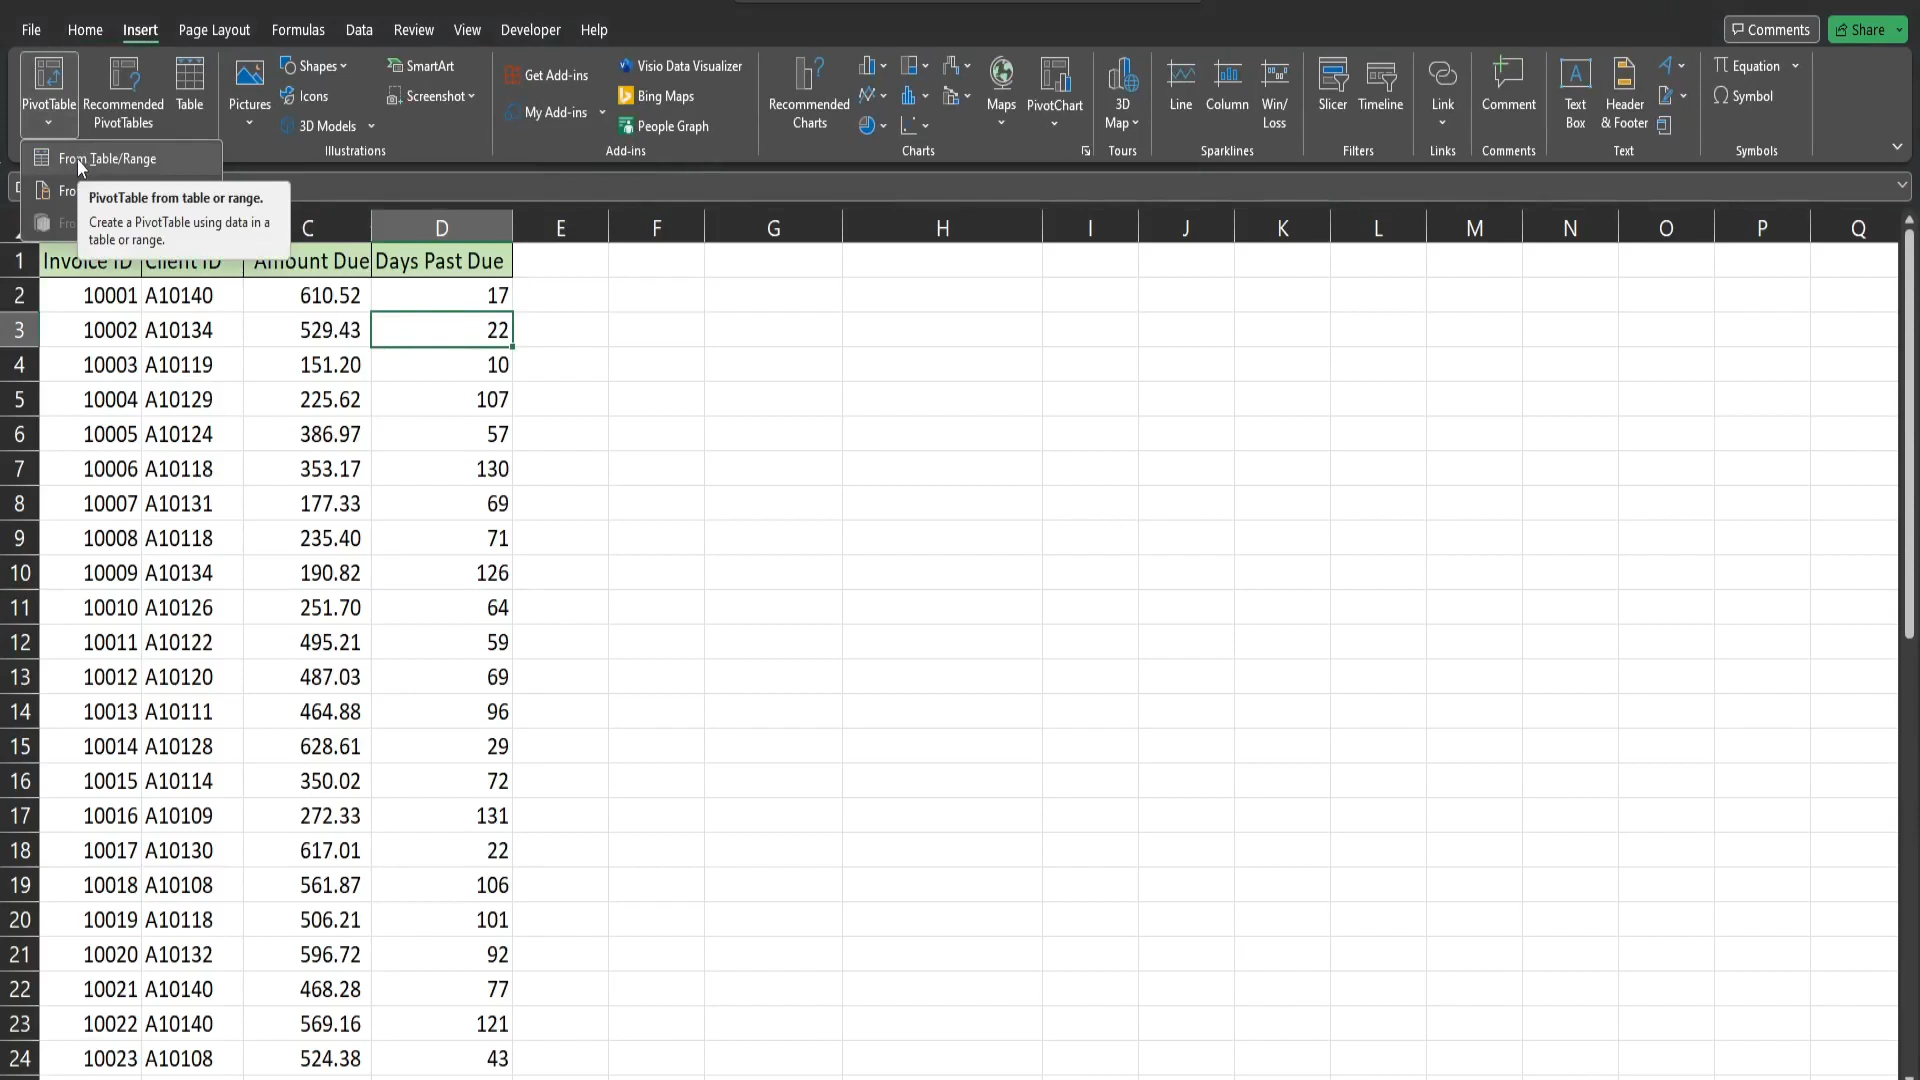 File Home Insert Page Layout Formulas Data Review View Developer Help Comments Share
PivotTable
Recommended
PivotTables
Table
Pictures
Shapes
Icons
3D Models
SmartArt
Screenshot
Illustrations
Get Add-ins
My Add-ins
Visio Data Visualizer
Bing Maps
People Graph
Add-ins
Recommended
Charts
Maps
PivotChart
Charts
3D
Map
Tours
Line
Column
Win/
Loss
Sparklines
Slicer
Timeline
Filters
Link
Links
Comment
Comments
Text
Box
Header
& Footer
Text
Equation
Symbol
Symbols
From Table/Range
Fro
Fro
PivotTable from table or range.
Create a PivotTable using data in a
table or range.
C D E F G H I J K L M N O P Q
1 Invoice ID Client ID Amount Due Days Past Due
2 10001 A10140 610.52 17
3 10002 A10134 529.43 22
4 10003 A10119 151.20 10
5 10004 A10129 225.62 107
6 10005 A10124 386.97 57
7 10006 A10118 353.17 130
8 10007 A10131 177.33 69
9 10008 A10118 235.40 71
10 10009 A10134 190.82 126
11 10010 A10126 251.70 64
12 10011 A10122 495.21 59
13 10012 A10120 487.03 69
14 10013 A10111 464.88 96
15 10014 A10128 628.61 29
16 10015 A10114 350.02 72
17 10016 A10109 272.33 131
18 10017 A10130 617.01 22
19 10018 A10108 561.87 106
20 10019 A10118 506.21 101
21 10020 A10132 596.72 92
22 10021 A10140 468.28 77
23 10022 A10140 569.16 121
24 10023 A10108 524.38 43